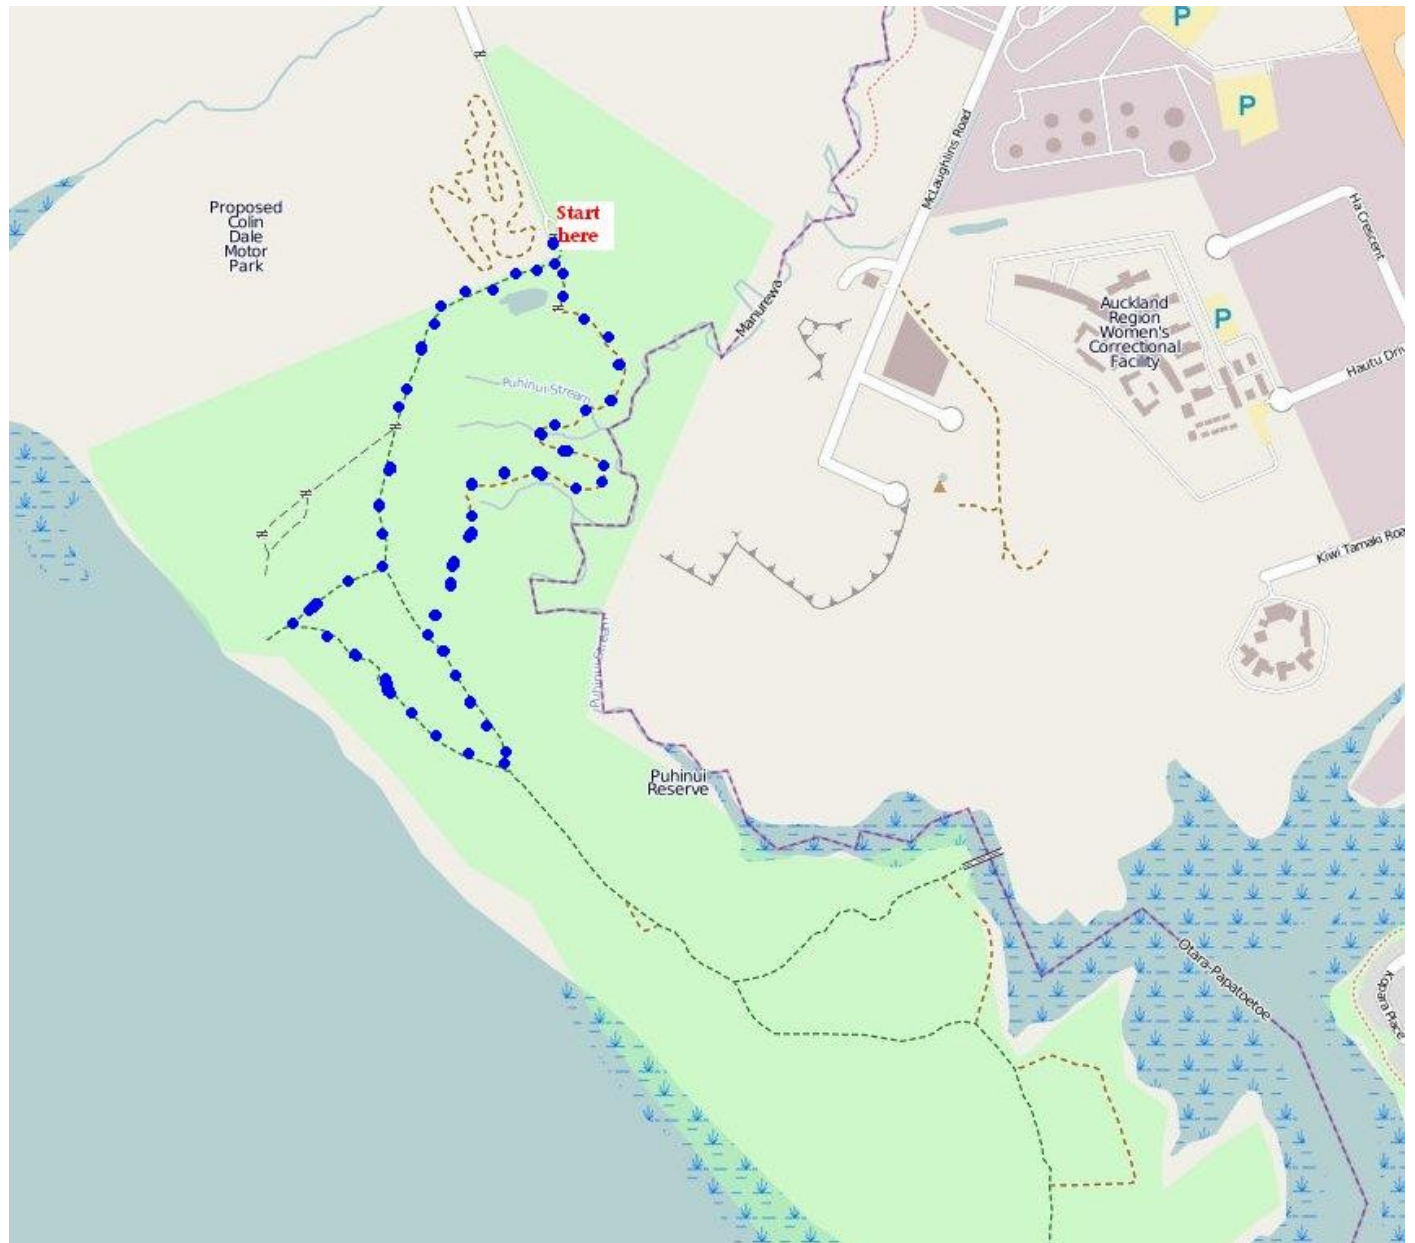 P
P
McLaughlins Road
Ha Crescent
Start
here
Proposed
Colin
Dale
Motor
Park
Manurewa
Auckland
Region
Women's
Correctional
Facility
P
Hautu Driv
Puhinui Stream
Kiwi Tamaki Roa
Puhinui Stream
Puhinui
Reserve
Otara-Papatoetoe
Place